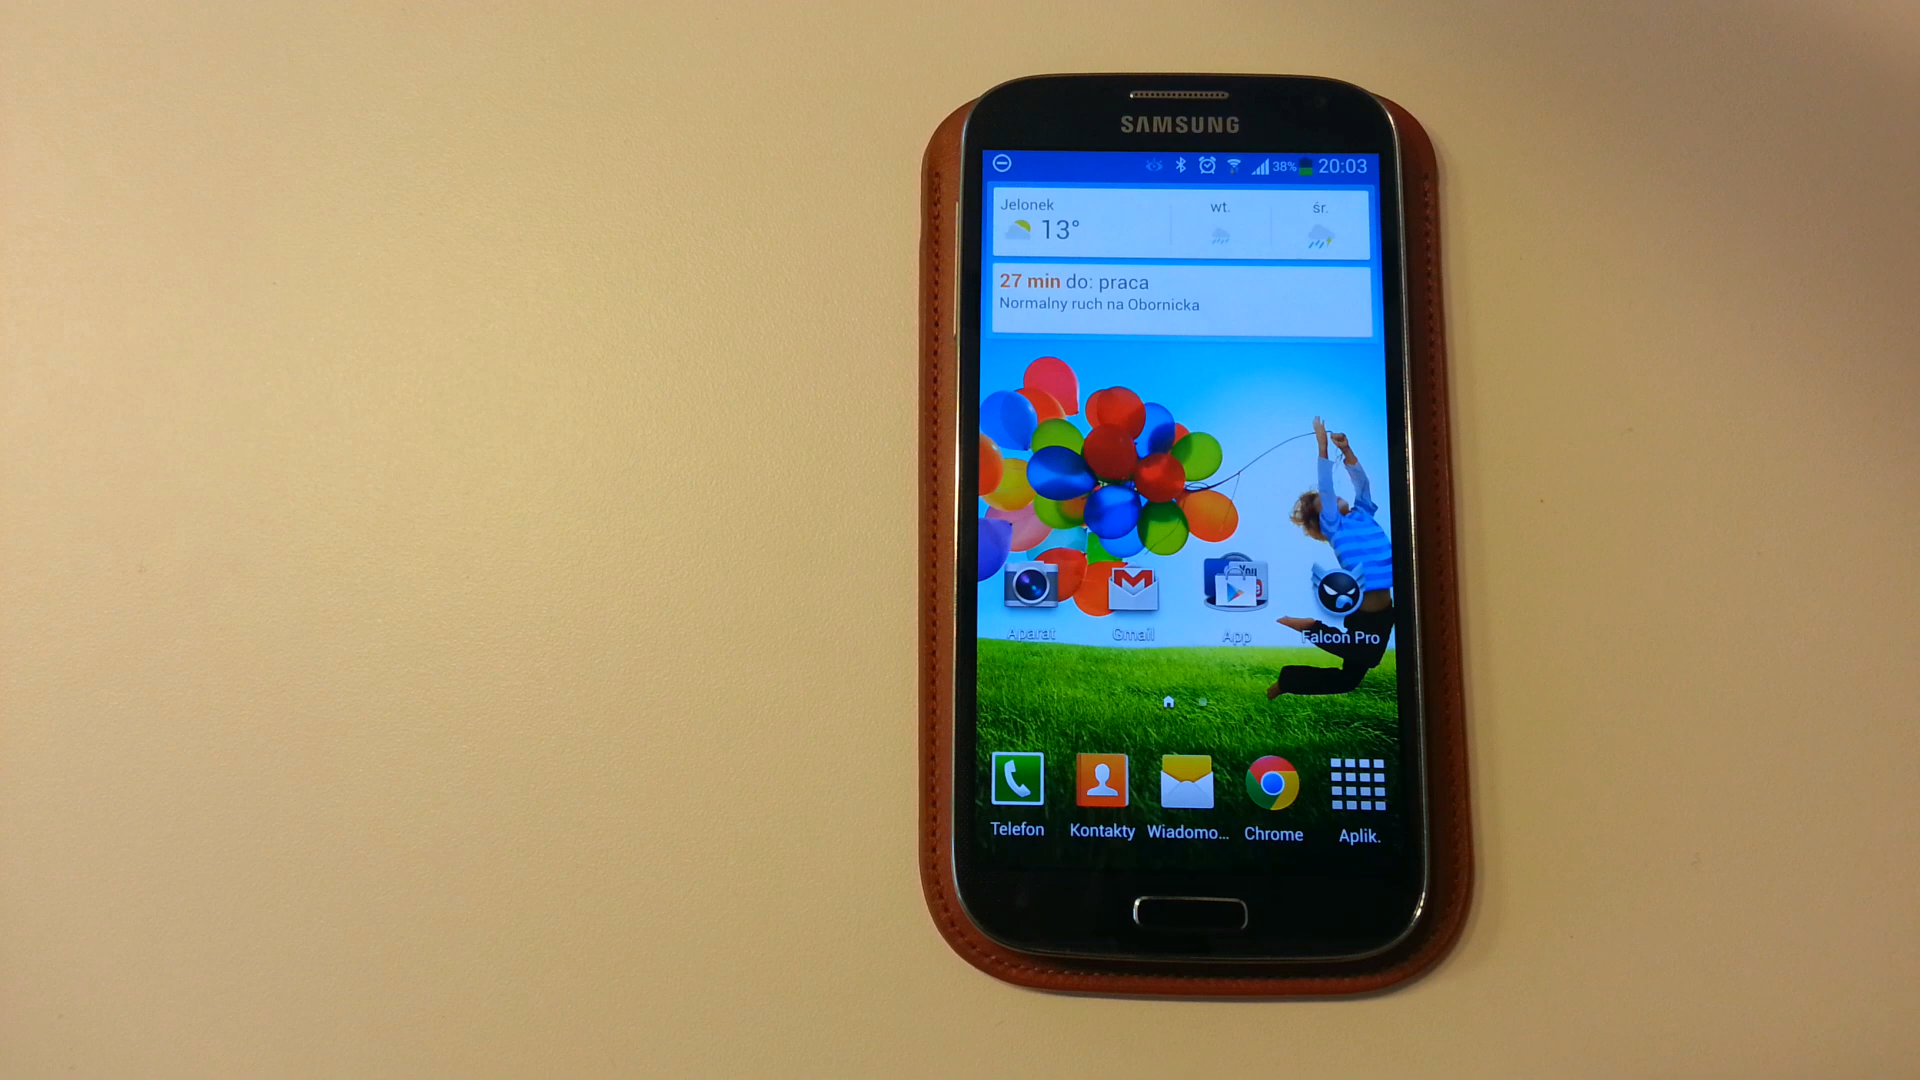 SAMSUNG
38% 20:03
Jelonek wt. śr.
13°
27 min do: praca
Normalny ruch na Obornicka
You
Aparat Gmail App Falcon Pro
Telefon Kontakty Wiadomo... Chrome Aplik.